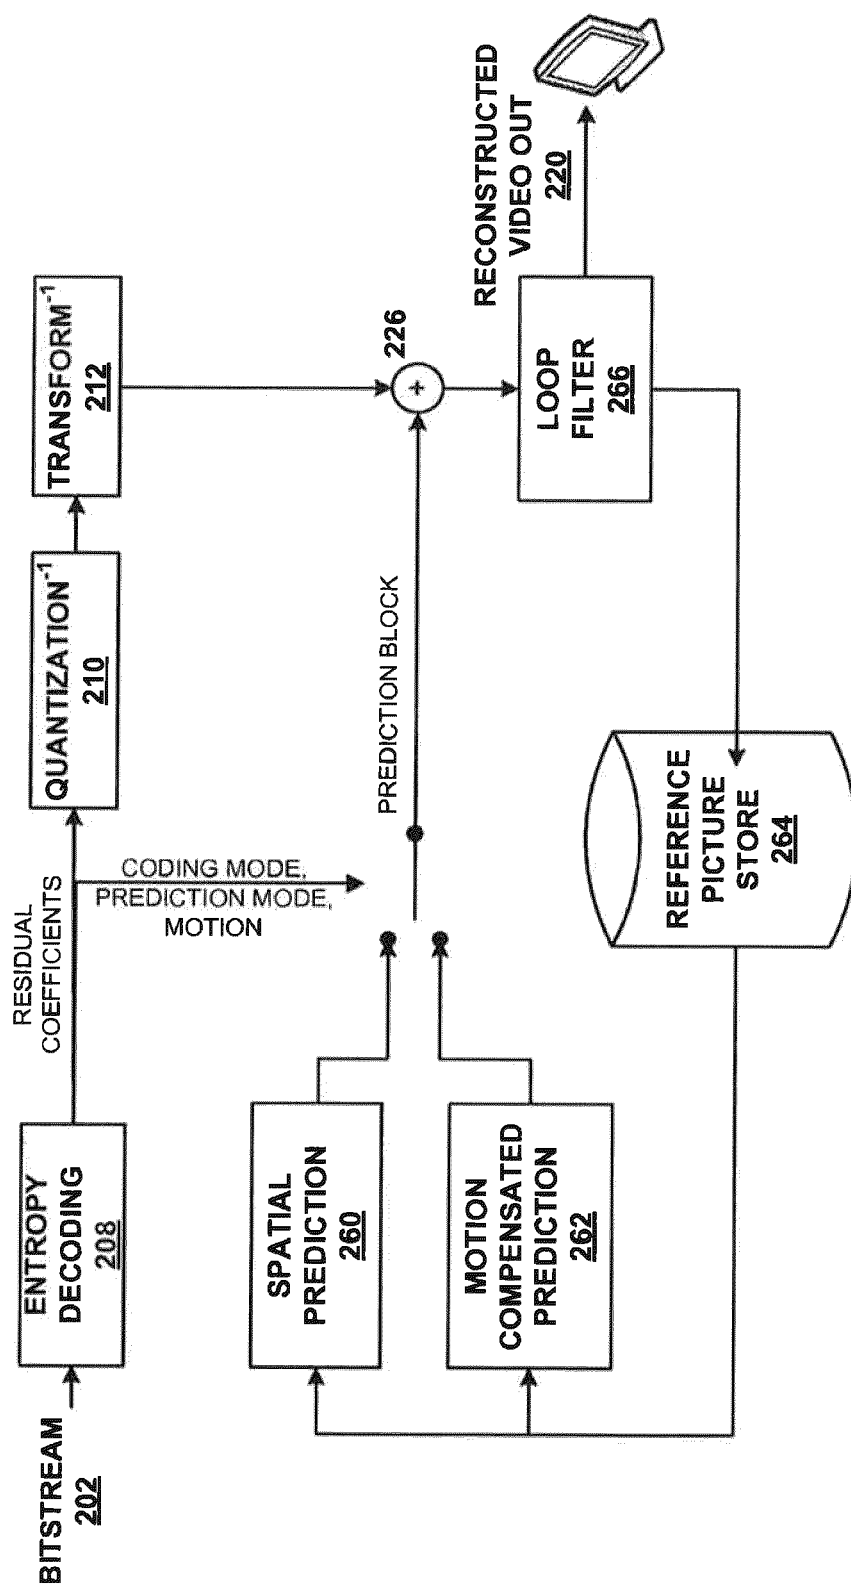 BITSTREAM
202
ENTROPY
DECODING
208
RESIDUAL
COEFFICIENTS
QUANTIZATION⁻¹
210
TRANSFORM⁻¹
212
CODING MODE,
PREDICTION MODE,
MOTION
SPATIAL
PREDICTION
260
MOTION
COMPENSATED
PREDICTION
262
PREDICTION BLOCK
+
226
LOOP
FILTER
266
RECONSTRUCTED
VIDEO OUT
220
REFERENCE
PICTURE
STORE
264